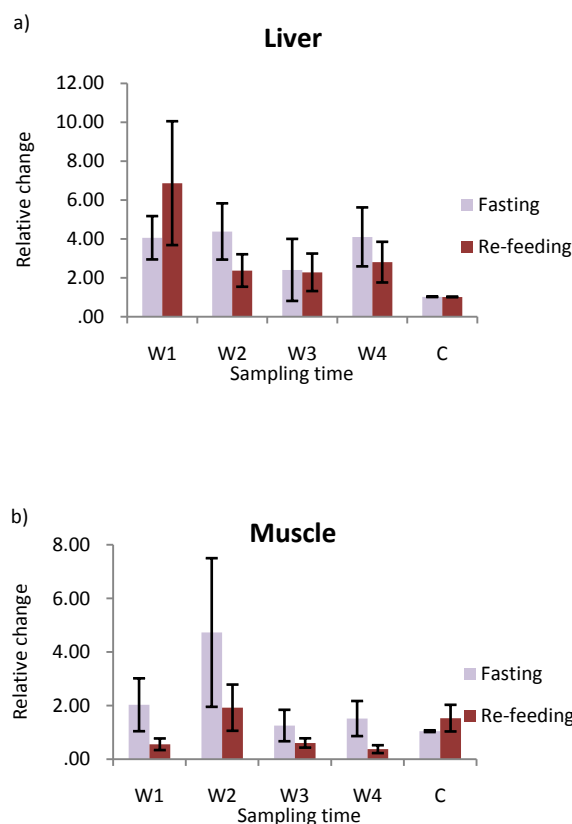 a)
Liver
12.00
10.00
8.00
6.00
4.00
2.00
.00
Relative change
Fasting
Re-feeding
W1 W2 W3 W4 C
Sampling time
b)
Muscle
8.00
6.00
4.00
2.00
.00
Relative change
Fasting
Re-feeding
W1 W2 W3 W4 C
Sampling time